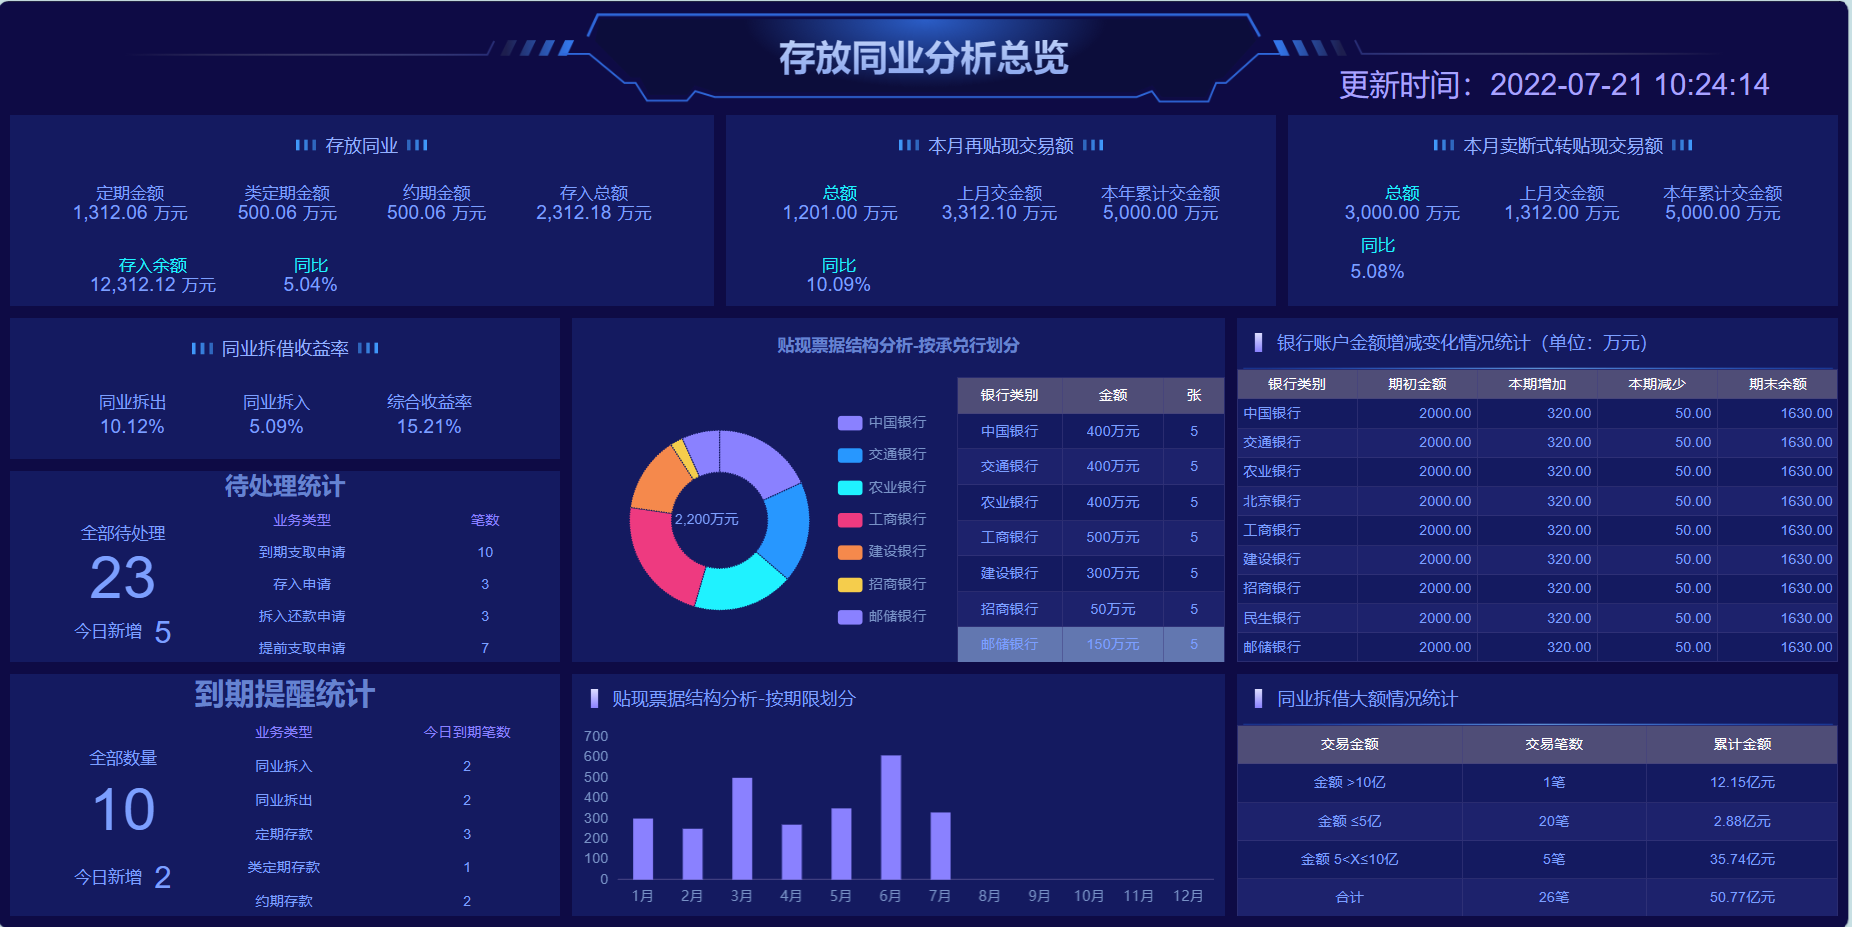 存放同业分析总览
更新时间：2022-07-21 10:24:14
存放同业
定期金额 类定期金额 约期金额 存入总额
1,312.06 万元 500.06 万元 500.06 万元 2,312.18 万元
存入余额 同比
12,312.12 万元 5.04%
本月再贴现交易额
总额 上月交金额 本年累计交金额
1,201.00 万元 3,312.10 万元 5,000.00 万元
同比
10.09%
本月卖断式转贴现交易额
总额 上月交金额 本年累计交金额
3,000.00 万元 1,312.00 万元 5,000.00 万元
同比
5.08%
同业拆借收益率
同业拆出 同业拆入 综合收益率
10.12% 5.09% 15.21%
待处理统计
全部待处理
23
今日新增 5
业务类型 笔数
到期支取申请 10
存入申请 3
拆入还款申请 3
提前支取申请 7
到期提醒统计
全部数量
10
今日新增 2
业务类型 今日到期笔数
同业拆入 2
同业拆出 2
定期存款 3
类定期存款 1
约期存款 2
贴现票据结构分析-按承兑行划分
2,200万元
中国银行
交通银行
农业银行
工商银行
建设银行
招商银行
邮储银行
银行类别 金额 张
中国银行 400万元 5
交通银行 400万元 5
农业银行 400万元 5
工商银行 500万元 5
建设银行 300万元 5
招商银行 50万元 5
邮储银行 150万元 5
贴现票据结构分析-按期限划分
700
600
500
400
300
200
100
0
1月 2月 3月 4月 5月 6月 7月 8月 9月 10月 11月 12月
银行账户金额增减变化情况统计（单位：万元）
银行类别 期初金额 本期增加 本期减少 期末余额
中国银行 2000.00 320.00 50.00 1630.00
交通银行 2000.00 320.00 50.00 1630.00
农业银行 2000.00 320.00 50.00 1630.00
北京银行 2000.00 320.00 50.00 1630.00
工商银行 2000.00 320.00 50.00 1630.00
建设银行 2000.00 320.00 50.00 1630.00
招商银行 2000.00 320.00 50.00 1630.00
民生银行 2000.00 320.00 50.00 1630.00
邮储银行 2000.00 320.00 50.00 1630.00
同业拆借大额情况统计
交易金额 交易笔数 累计金额
金额 >10亿 1笔 12.15亿元
金额 ≤5亿 20笔 2.88亿元
金额 5<X≤10亿 5笔 35.74亿元
合计 26笔 50.77亿元